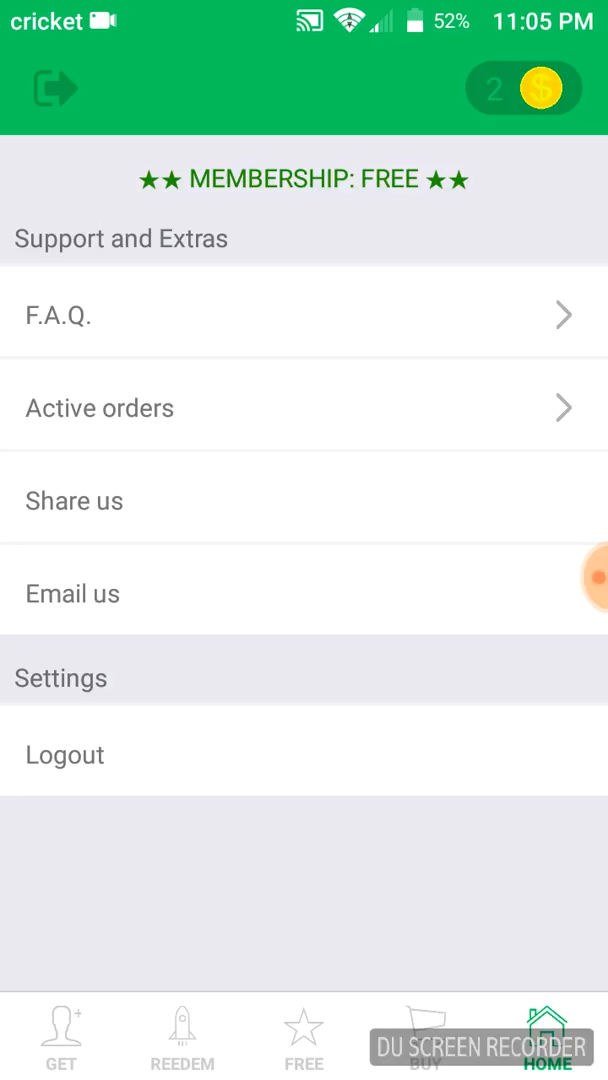 cricket 52% 11:05 PM
2 $
★★ MEMBERSHIP: FREE ★★
Support and Extras
F.A.Q.
Active orders
Share us
Email us
Settings
Logout
DU SCREEN RECORDER
GET REEDEM FREE BUY HOME